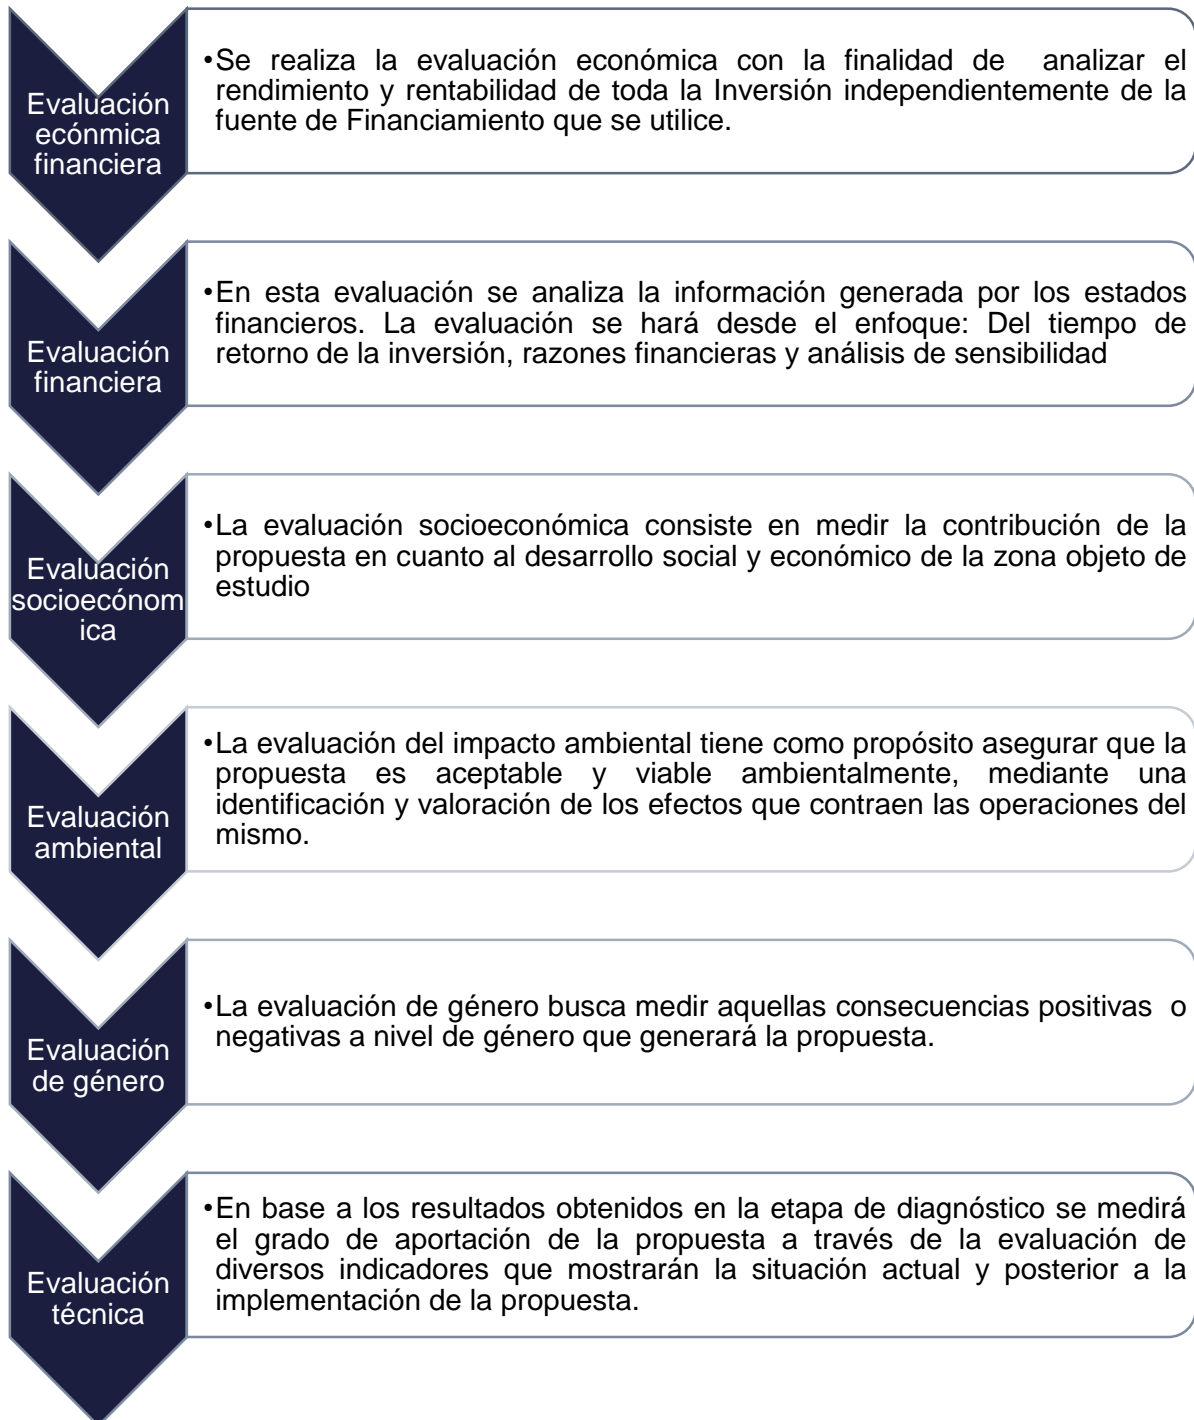 Evaluación
ecónmica
financiera
•Se realiza la evaluación económica con la finalidad de analizar el
rendimiento y rentabilidad de toda la Inversión independientemente de la
fuente de Financiamiento que se utilice.
Evaluación
financiera
•En esta evaluación se analiza la información generada por los estados
financieros. La evaluación se hará desde el enfoque: Del tiempo de
retorno de la inversión, razones financieras y análisis de sensibilidad
Evaluación
socioecónom
ica
•La evaluación socioeconómica consiste en medir la contribución de la
propuesta en cuanto al desarrollo social y económico de la zona objeto de
estudio
Evaluación
ambiental
•La evaluación del impacto ambiental tiene como propósito asegurar que la
propuesta es aceptable y viable ambientalmente, mediante una
identificación y valoración de los efectos que contraen las operaciones del
mismo.
Evaluación
de género
•La evaluación de género busca medir aquellas consecuencias positivas o
negativas a nivel de género que generará la propuesta.
Evaluación
técnica
•En base a los resultados obtenidos en la etapa de diagnóstico se medirá
el grado de aportación de la propuesta a través de la evaluación de
diversos indicadores que mostrarán la situación actual y posterior a la
implementación de la propuesta.